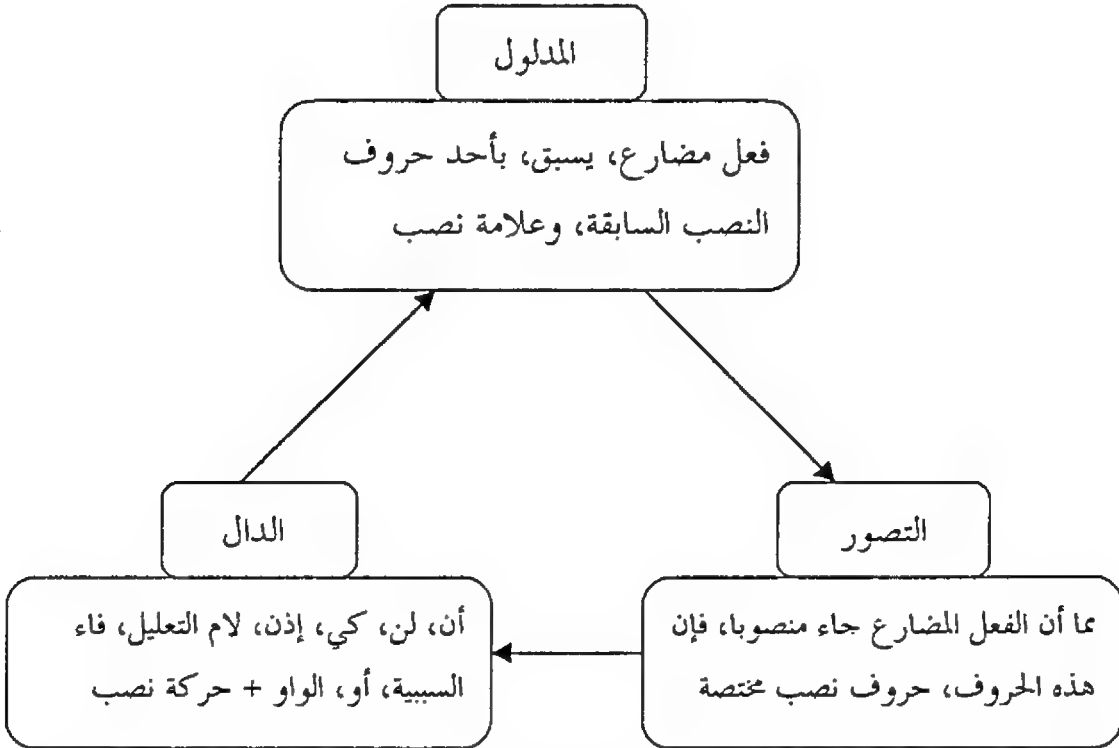 المدلول
فعل مضارع، يسبق، بأحد حروف
النصب السابقة، وعلامة نصب
التصور
بما أن الفعل المضارع جاء منصوبا، فإن
هذه الحروف، حروف نصب مختصة
الدال
أن، لن، كي، إذن، لام التعليل، فاء
السببية، أو، الواو + حركة نصب